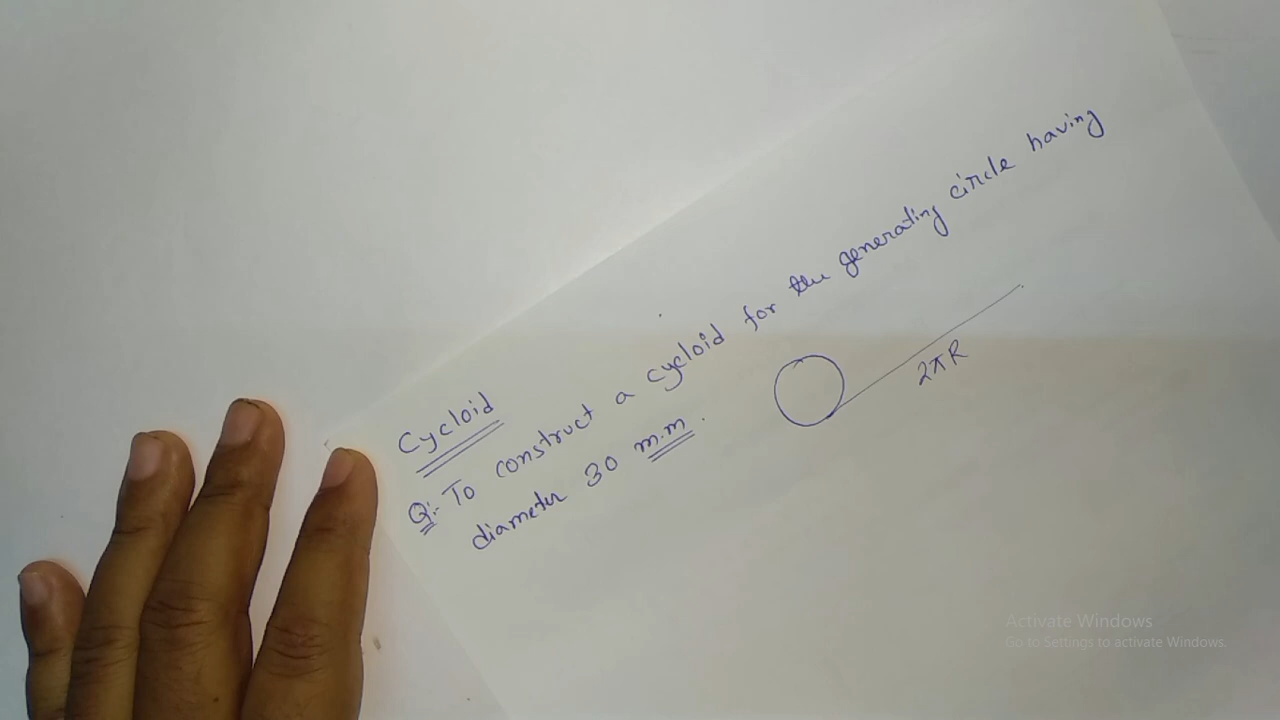 Cycloid
Q:- To construct a cycloid for the generating circle having
diameter 30 m.m.
2πR
Activate Windows
Go to Settings to activate Windows.